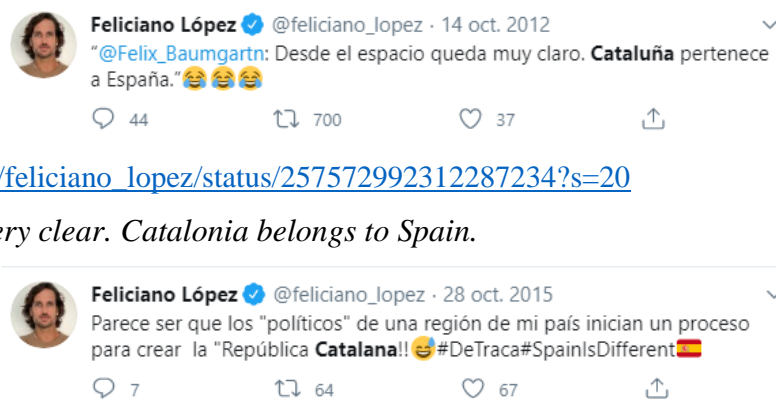 Feliciano López @feliciano_lopez · 14 oct. 2012
"@Felix_Baumgartn: Desde el espacio queda muy claro. Cataluña pertenece
a España."😂😂😂
44 700 37
/feliciano_lopez/status/257572992312287234?s=20
ery clear. Catalonia belongs to Spain.
Feliciano López @feliciano_lopez · 28 oct. 2015
Parece ser que los "políticos" de una región de mi país inician un proceso
para crear la "República Catalana!!😅#DeTraca#SpainIsDifferent🇪🇸
7 64 67